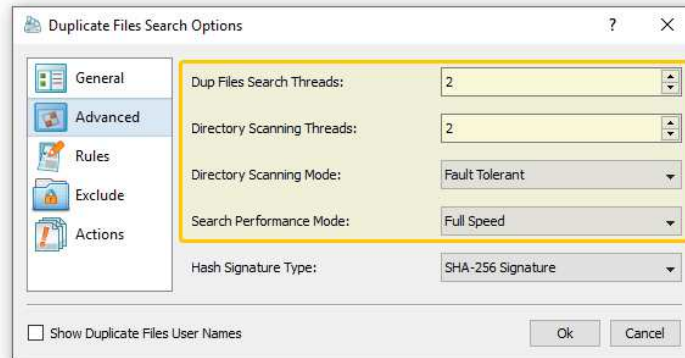 Duplicate Files Search Options
General
Advanced
Rules
Exclude
Actions
Dup Files Search Threads: 2
Directory Scanning Threads: 2
Directory Scanning Mode: Fault Tolerant
Search Performance Mode: Full Speed
Hash Signature Type: SHA-256 Signature
Show Duplicate Files User Names
Ok Cancel